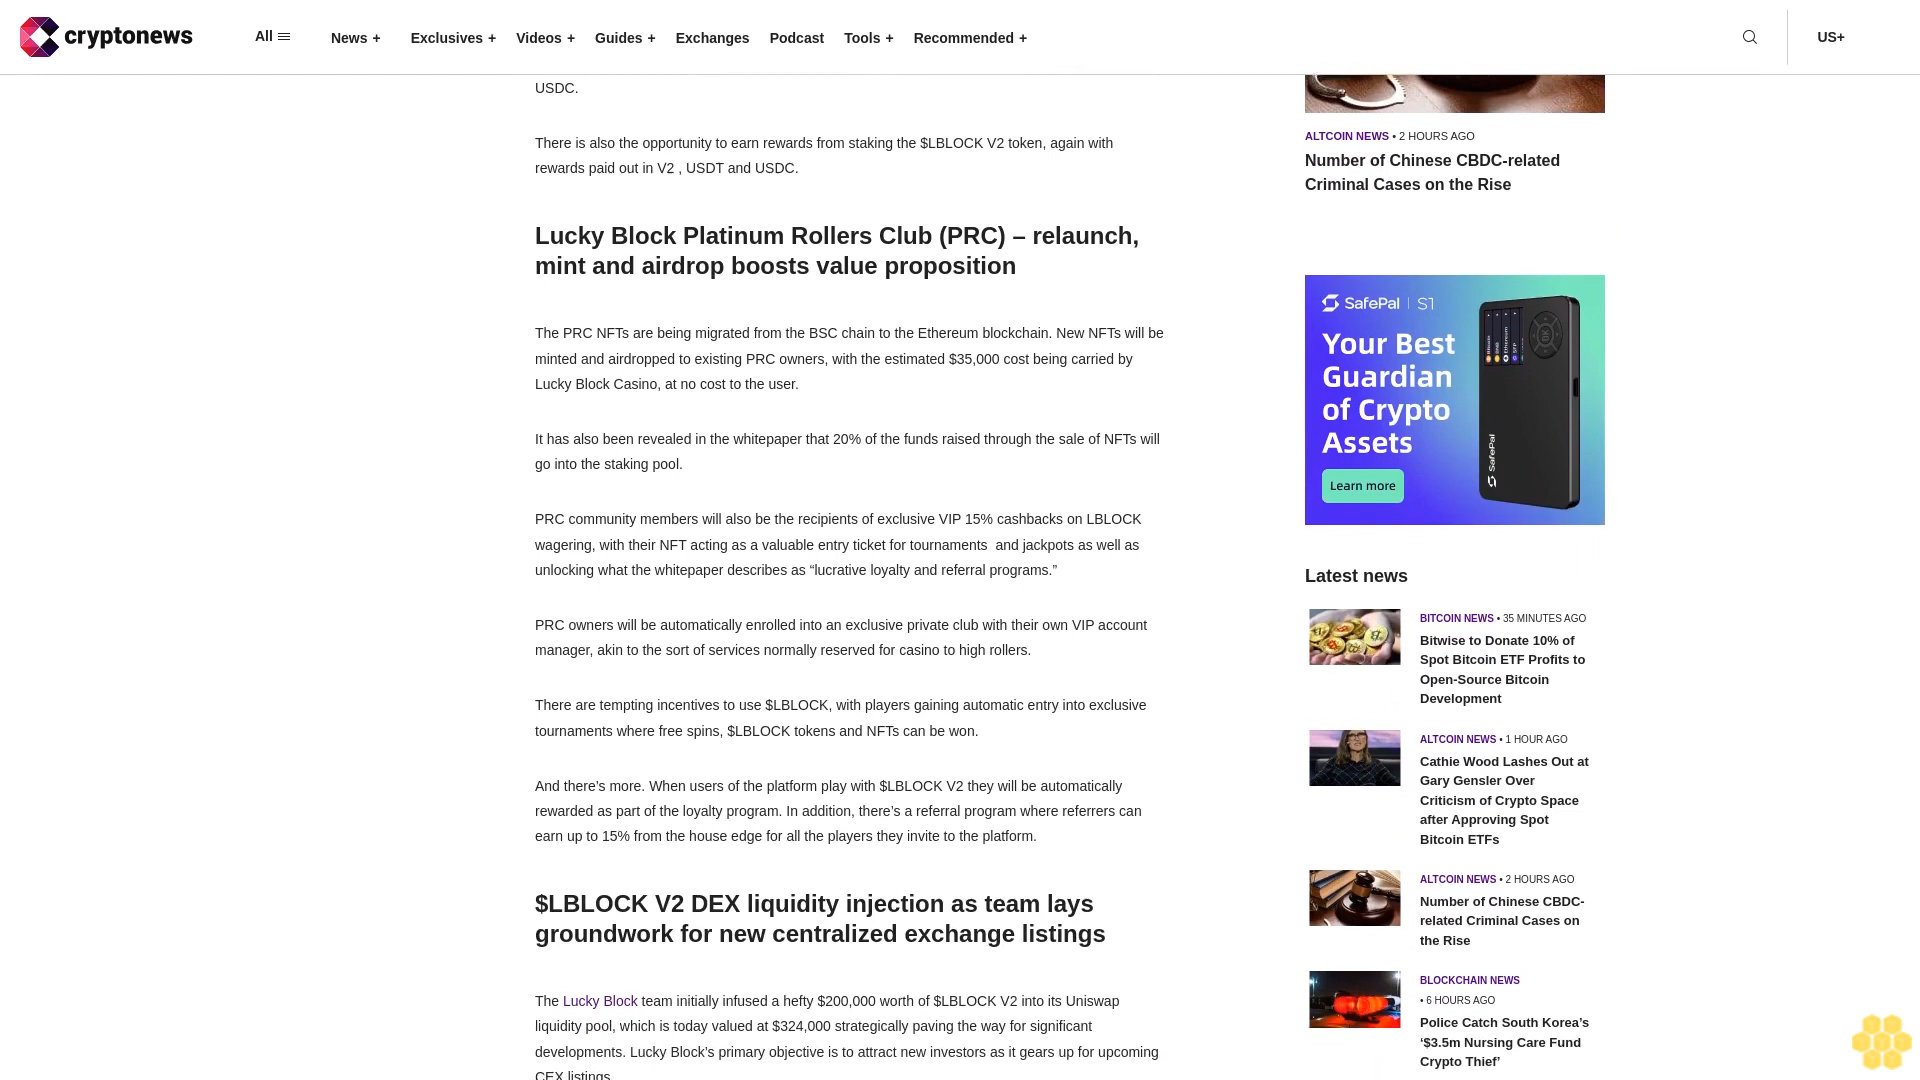 cryptonews
All
News +
Exclusives +
Videos +
Guides +
Exchanges
Podcast
Tools +
Recommended +
US+
USDC.
There is also the opportunity to earn rewards from staking the $LBLOCK V2 token, again with
rewards paid out in V2 , USDT and USDC.
Lucky Block Platinum Rollers Club (PRC) – relaunch,
mint and airdrop boosts value proposition
The PRC NFTs are being migrated from the BSC chain to the Ethereum blockchain. New NFTs will be
minted and airdropped to existing PRC owners, with the estimated $35,000 cost being carried by
Lucky Block Casino, at no cost to the user.
It has also been revealed in the whitepaper that 20% of the funds raised through the sale of NFTs will
go into the staking pool.
PRC community members will also be the recipients of exclusive VIP 15% cashbacks on LBLOCK
wagering, with their NFT acting as a valuable entry ticket for tournaments  and jackpots as well as
unlocking what the whitepaper describes as “lucrative loyalty and referral programs.”
PRC owners will be automatically enrolled into an exclusive private club with their own VIP account
manager, akin to the sort of services normally reserved for casino to high rollers.
There are tempting incentives to use $LBLOCK, with players gaining automatic entry into exclusive
tournaments where free spins, $LBLOCK tokens and NFTs can be won.
And there’s more. When users of the platform play with $LBLOCK V2 they will be automatically
rewarded as part of the loyalty program. In addition, there’s a referral program where referrers can
earn up to 15% from the house edge for all the players they invite to the platform.
$LBLOCK V2 DEX liquidity injection as team lays
groundwork for new centralized exchange listings
The Lucky Block team initially infused a hefty $200,000 worth of $LBLOCK V2 into its Uniswap
liquidity pool, which is today valued at $324,000 strategically paving the way for significant
developments. Lucky Block’s primary objective is to attract new investors as it gears up for upcoming
CEX listings.
ALTCOIN NEWS • 2 HOURS AGO
Number of Chinese CBDC-related
Criminal Cases on the Rise
SafePal | S1
Your Best
Guardian
of Crypto
Assets
Learn more
SafePal
Latest news
BITCOIN NEWS • 35 MINUTES AGO
Bitwise to Donate 10% of
Spot Bitcoin ETF Profits to
Open-Source Bitcoin
Development
ALTCOIN NEWS • 1 HOUR AGO
Cathie Wood Lashes Out at
Gary Gensler Over
Criticism of Crypto Space
after Approving Spot
Bitcoin ETFs
ALTCOIN NEWS • 2 HOURS AGO
Number of Chinese CBDC-
related Criminal Cases on
the Rise
BLOCKCHAIN NEWS
• 6 HOURS AGO
Police Catch South Korea’s
‘$3.5m Nursing Care Fund
Crypto Thief’